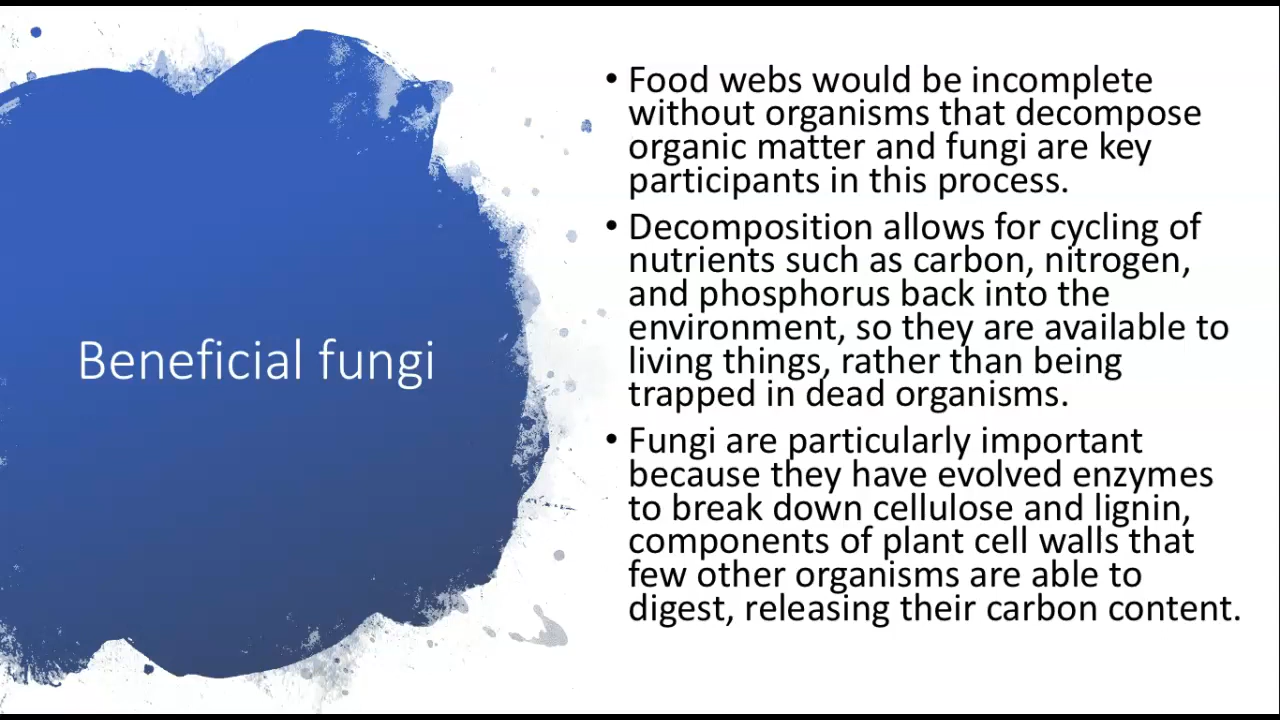 Beneficial fungi
• Food webs would be incomplete
without organisms that decompose
organic matter and fungi are key
participants in this process.
• Decomposition allows for cycling of
nutrients such as carbon, nitrogen,
and phosphorus back into the
environment, so they are available to
living things, rather than being
trapped in dead organisms.
• Fungi are particularly important
because they have evolved enzymes
to break down cellulose and lignin,
components of plant cell walls that
few other organisms are able to
digest, releasing their carbon content.